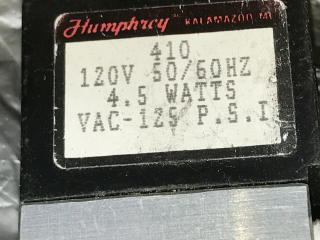 Humphrey KALAMAZOO MI
410
120V 50/60HZ
4.5 WATTS
VAC-125 P.S.I